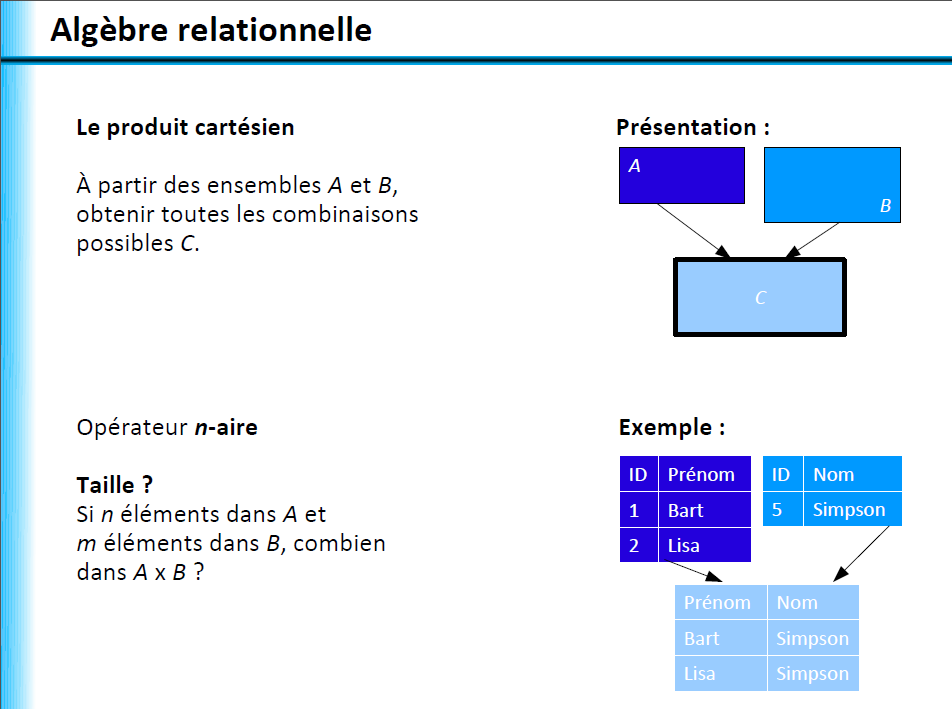 Algèbre relationnelle
Le produit cartésien
À partir des ensembles A et B,
obtenir toutes les combinaisons
possibles C.
Présentation :
A
B
C
Opérateur n-aire
Taille ?
Si n éléments dans A et
m éléments dans B, combien
dans A x B ?
Exemple :
ID Prénom
1 Bart
2 Lisa
ID Nom
5 Simpson
Prénom Nom
Bart Simpson
Lisa Simpson